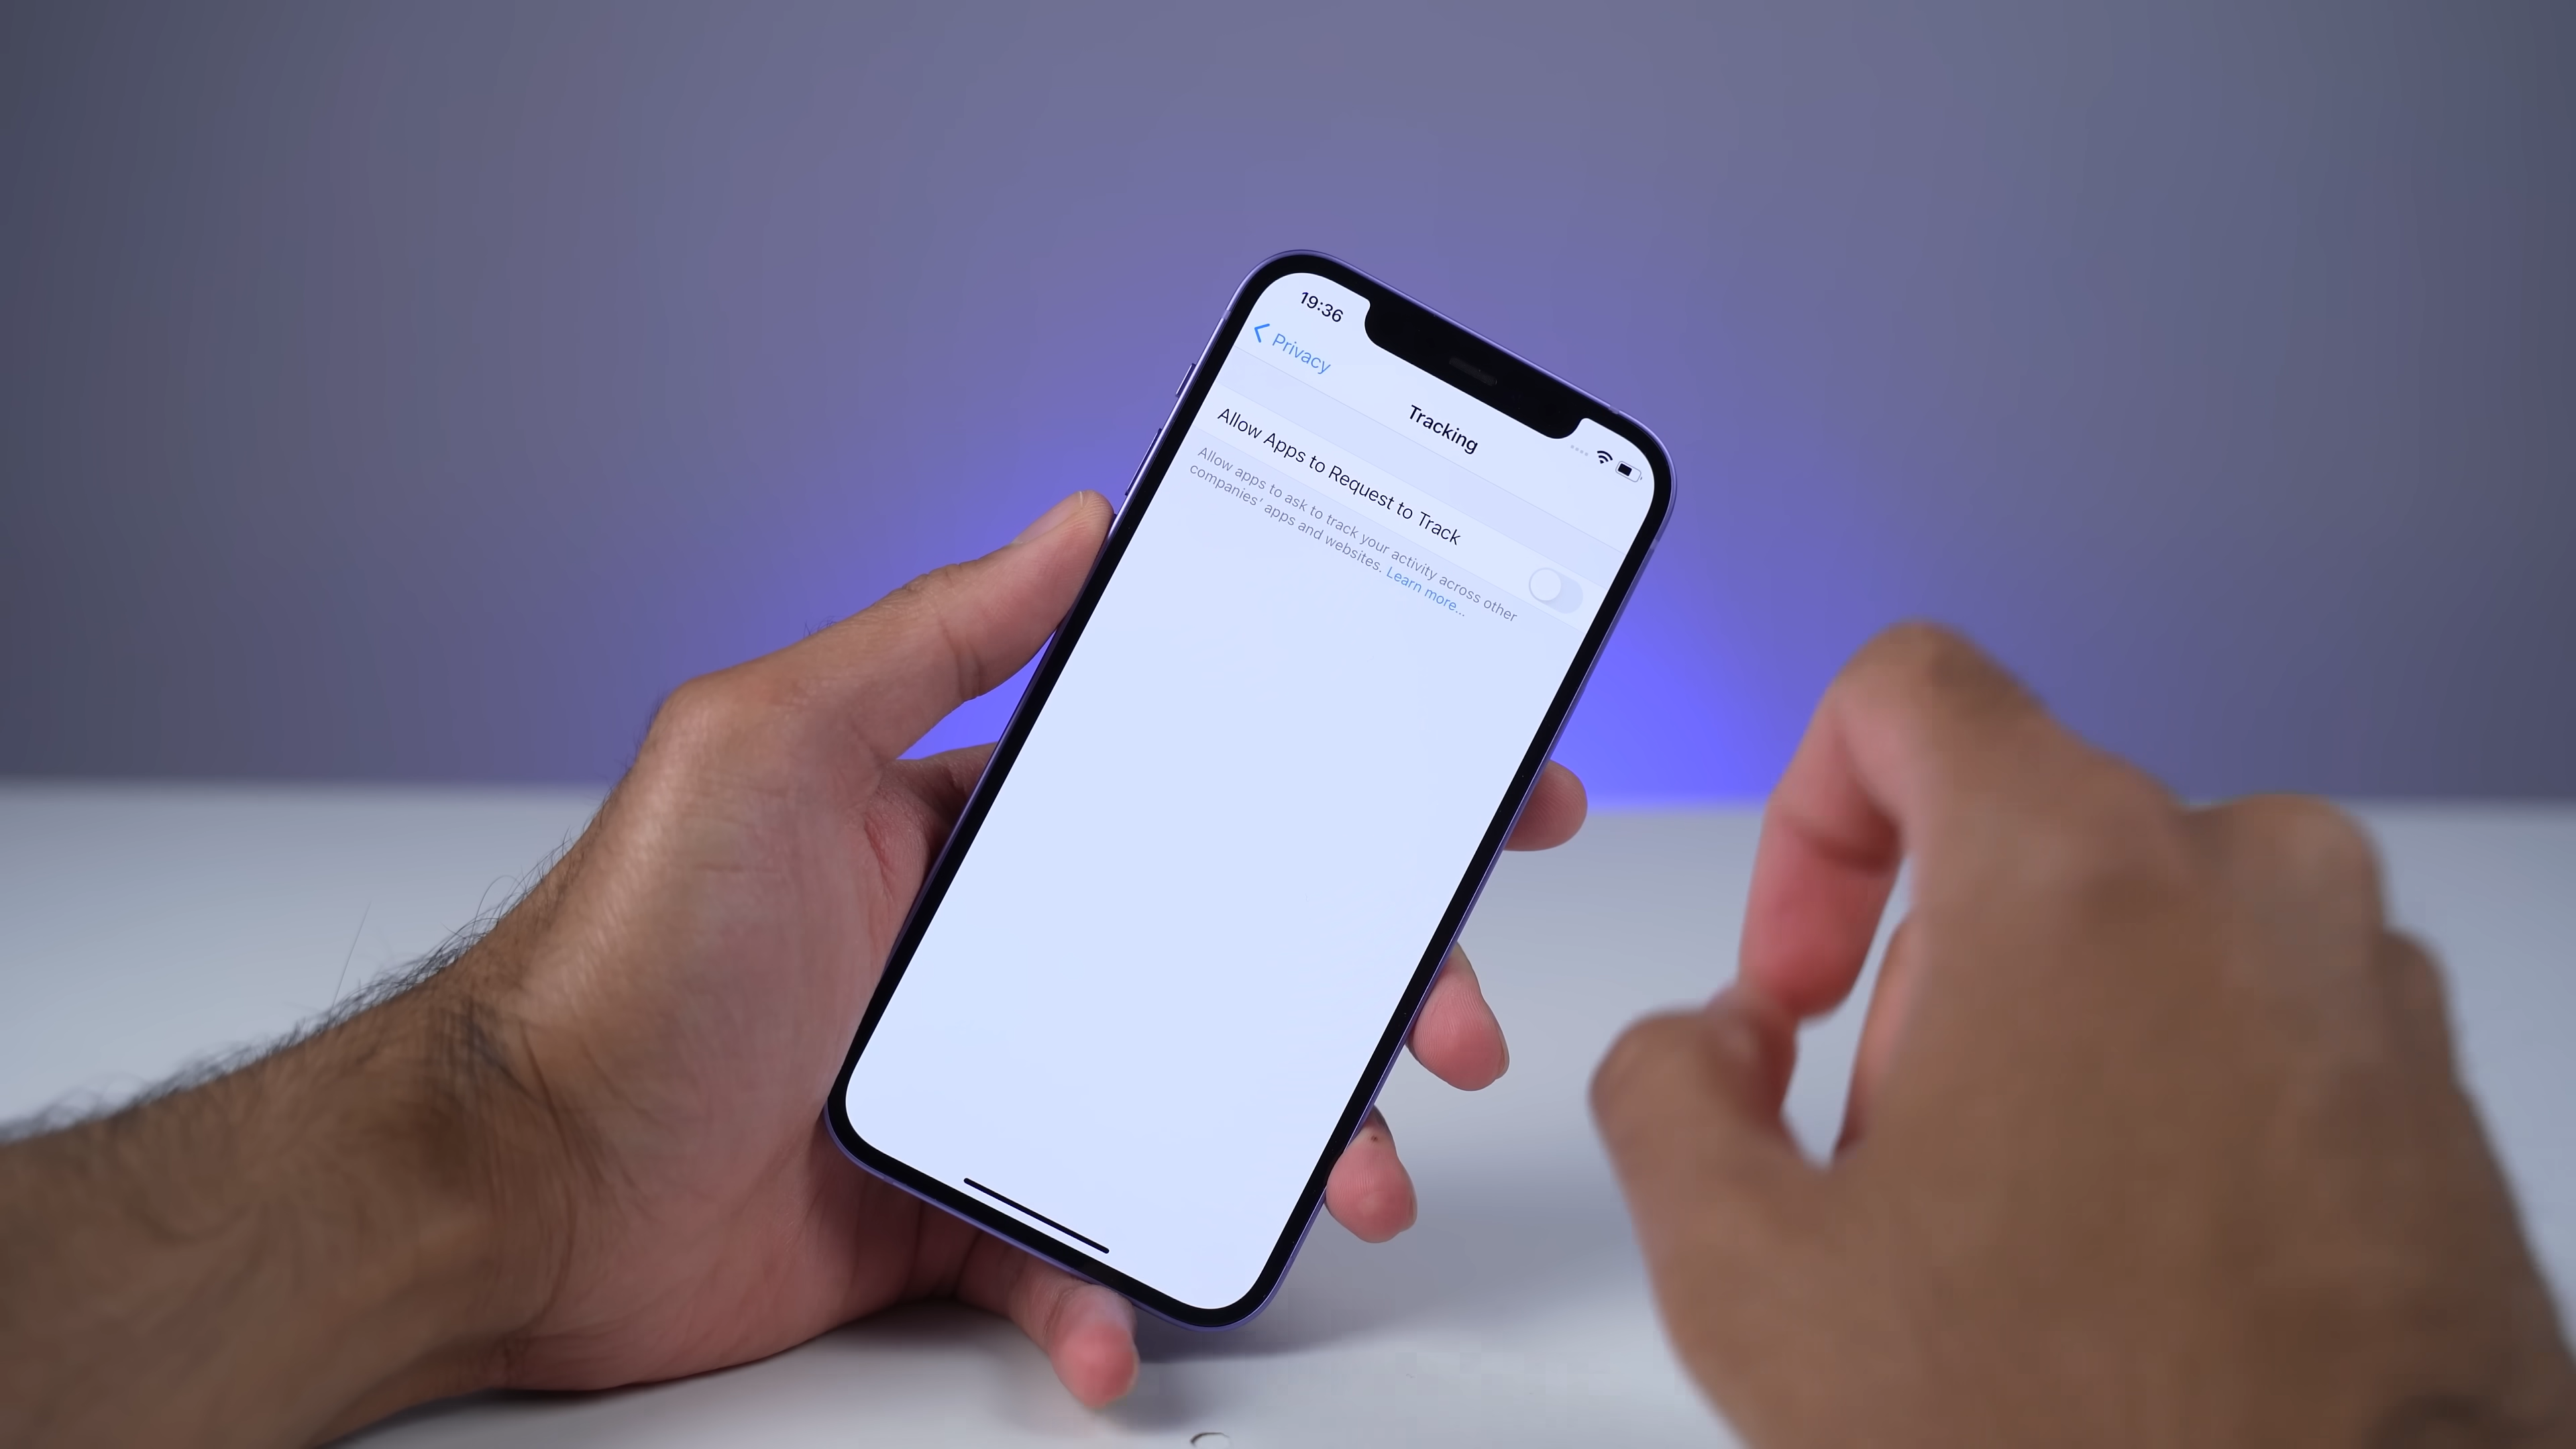 19:36
Privacy
Tracking
Allow Apps to Request to Track
Allow apps to ask to track your activity across other
companies' apps and websites. Learn more...